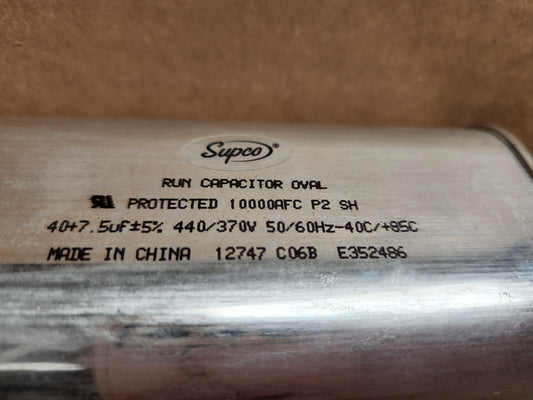 Supco®
RUN CAPACITOR OVAL
PROTECTED 10000AFC P2 SH
40+7.5uF±5% 440/370V 50/60Hz-40C/+85C
MADE IN CHINA 12747 C06B E352486